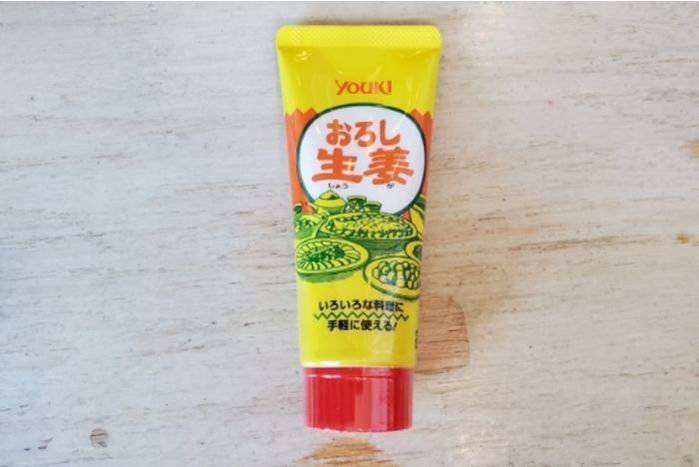 YOUKI
おろし
生姜
しょう が
いろいろな料理に
手軽に使える!